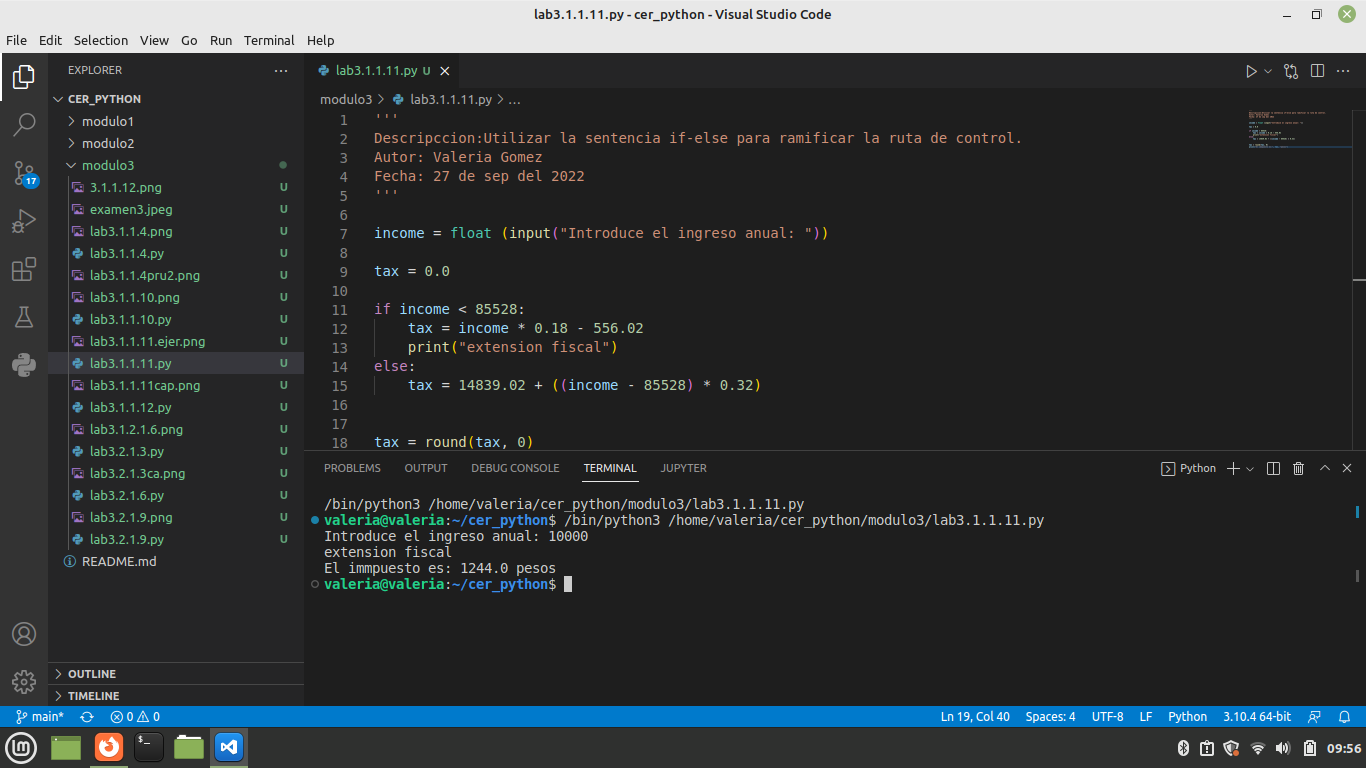 lab3.1.1.11.py - cer_python - Visual Studio Code
File Edit Selection View Go Run Terminal Help
EXPLORER
CER_PYTHON
modulo1
modulo2
modulo3
3.1.1.12.png U
examen3.jpeg U
lab3.1.1.4.png U
lab3.1.1.4.py U
lab3.1.1.4pru2.png U
lab3.1.1.10.png U
lab3.1.1.10.py U
lab3.1.1.11.ejer.png U
lab3.1.1.11.py U
lab3.1.1.11cap.png U
lab3.1.1.12.py U
lab3.1.2.1.6.png U
lab3.2.1.3.py U
lab3.2.1.3ca.png U
lab3.2.1.6.py U
lab3.2.1.9.png U
lab3.2.1.9.py U
README.md
OUTLINE
TIMELINE
17
lab3.1.1.11.py U
modulo3 > lab3.1.1.11.py > ...
1 '''
2 Descripccion:Utilizar la sentencia if-else para ramificar la ruta de control.
3 Autor: Valeria Gomez
4 Fecha: 27 de sep del 2022
5 '''
6
7 income = float (input("Introduce el ingreso anual: "))
8
9 tax = 0.0
10
11 if income < 85528:
12 tax = income * 0.18 - 556.02
13 print("extension fiscal")
14 else:
15 tax = 14839.02 + ((income - 85528) * 0.32)
16
17
18 tax = round(tax, 0)
PROBLEMS OUTPUT DEBUG CONSOLE TERMINAL JUPYTER
Python
/bin/python3 /home/valeria/cer_python/modulo3/lab3.1.1.11.py
valeria@valeria:~/cer_python$ /bin/python3 /home/valeria/cer_python/modulo3/lab3.1.1.11.py
Introduce el ingreso anual: 10000
extension fiscal
El immpuesto es: 1244.0 pesos
valeria@valeria:~/cer_python$
main* 0 0 Ln 19, Col 40 Spaces: 4 UTF-8 LF Python 3.10.4 64-bit
09:56